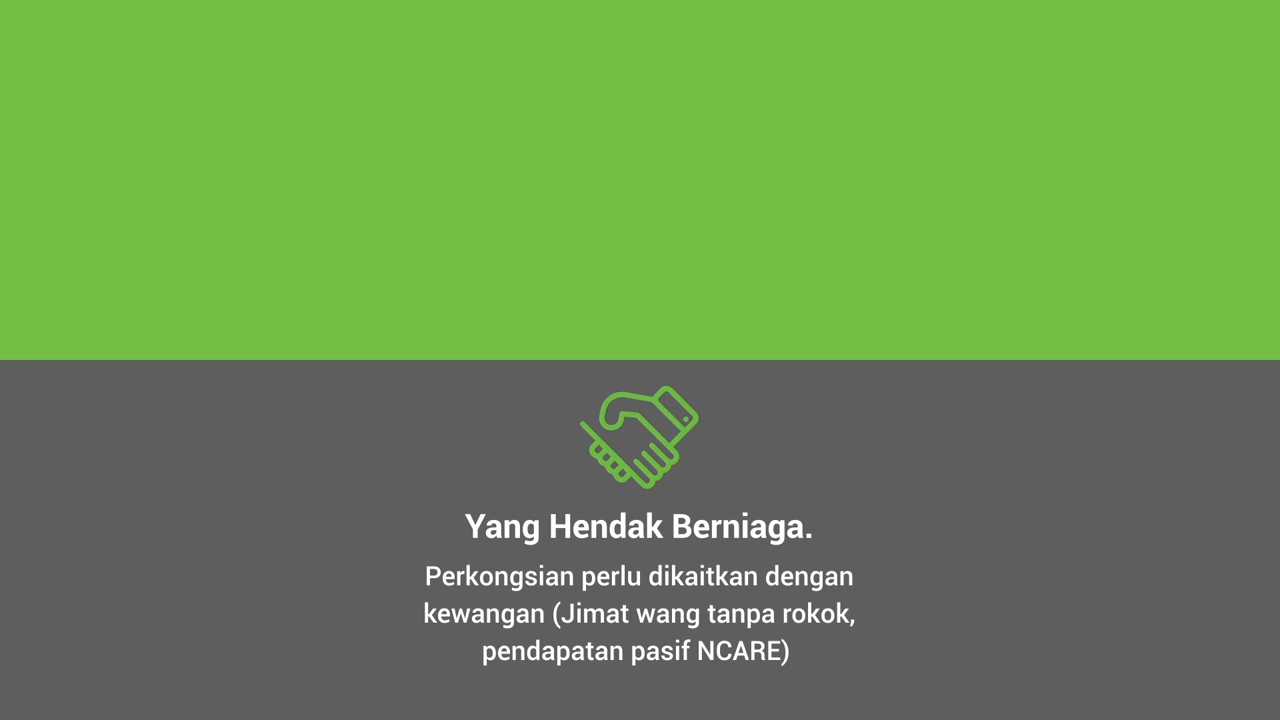 Yang Hendak Berniaga.
Perkongsian perlu dikaitkan dengan
kewangan (Jimat wang tanpa rokok,
pendapatan pasif NCARE)